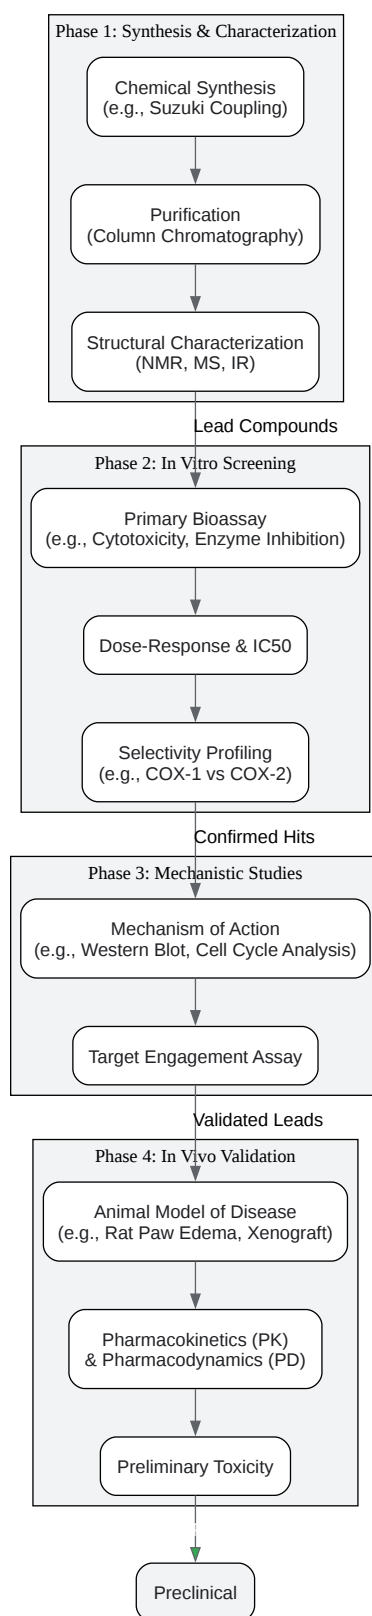 Phase 1: Synthesis & Characterization
Chemical Synthesis
(e.g., Suzuki Coupling)
Purification
(Column Chromatography)
Structural Characterization
(NMR, MS, IR)
Lead Compounds
Phase 2: In Vitro Screening
Primary Bioassay
(e.g., Cytotoxicity, Enzyme Inhibition)
Dose-Response & IC50
Selectivity Profiling
(e.g., COX-1 vs COX-2)
Confirmed Hits
Phase 3: Mechanistic Studies
Mechanism of Action
(e.g., Western Blot, Cell Cycle Analysis)
Target Engagement Assay
Validated Leads
Phase 4: In Vivo Validation
Animal Model of Disease
(e.g., Rat Paw Edema, Xenograft)
Pharmacokinetics (PK)
& Pharmacodynamics (PD)
Preliminary Toxicity
Preclinical